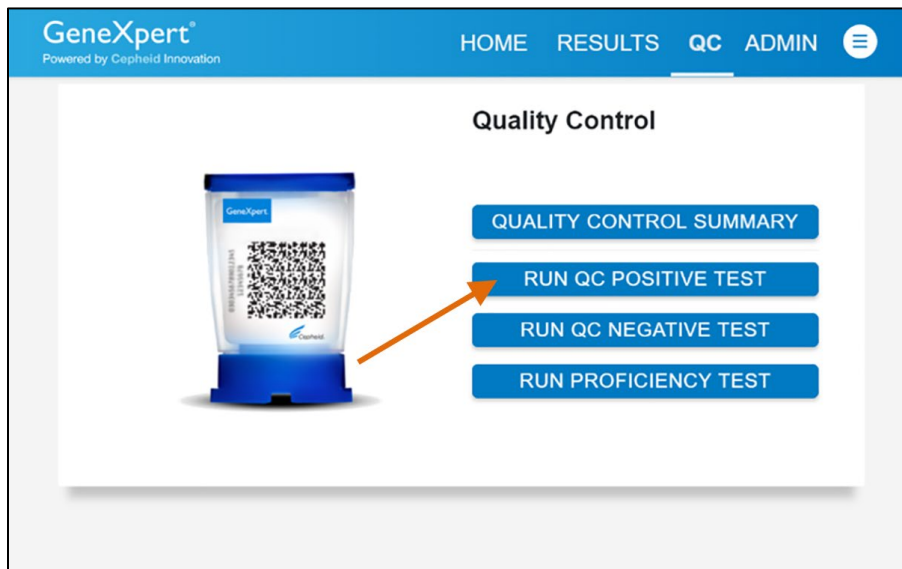 GeneXpert®
Powered by Cepheid Innovation
HOME RESULTS QC ADMIN
Quality Control
GeneXpert.
Cepheid.
QUALITY CONTROL SUMMARY
RUN QC POSITIVE TEST
RUN QC NEGATIVE TEST
RUN PROFICIENCY TEST